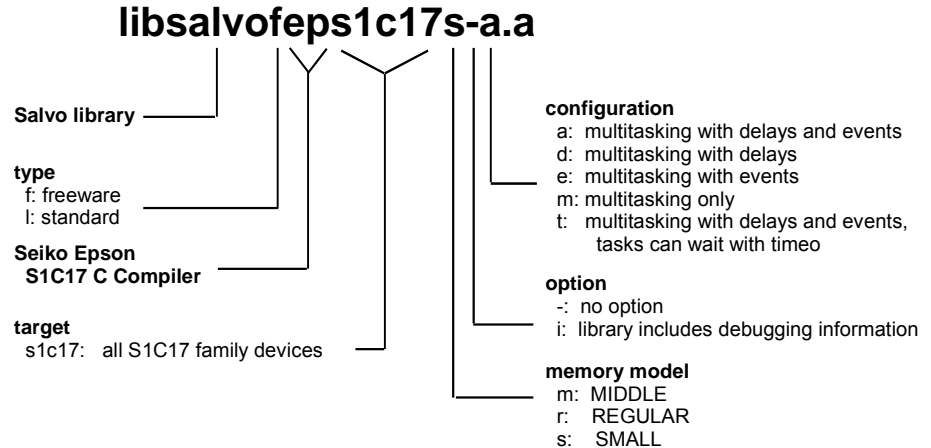 libsalvofeps1c17s-a.a
Salvo library
type
f: freeware
l: standard
Seiko Epson
S1C17 C Compiler
target
s1c17: all S1C17 family devices
configuration
a: multitasking with delays and events
d: multitasking with delays
e: multitasking with events
m: multitasking only
t: multitasking with delays and events,
tasks can wait with timeo
option
-: no option
i: library includes debugging information
memory model
m: MIDDLE
r: REGULAR
s: SMALL